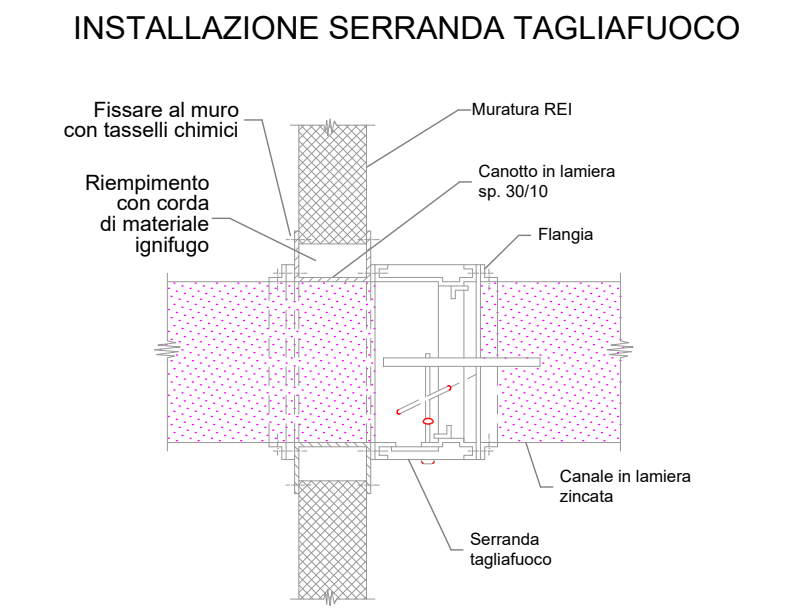 INSTALLAZIONE SERRANDA TAGLIAFUOCO
Fissare al muro
con tasselli chimici
Muratura REI
Riempimento
con corda
di materiale
ignifugo
Canotto in lamiera
sp. 30/10
Flangia
Canale in lamiera
zincata
Serranda
tagliafuoco